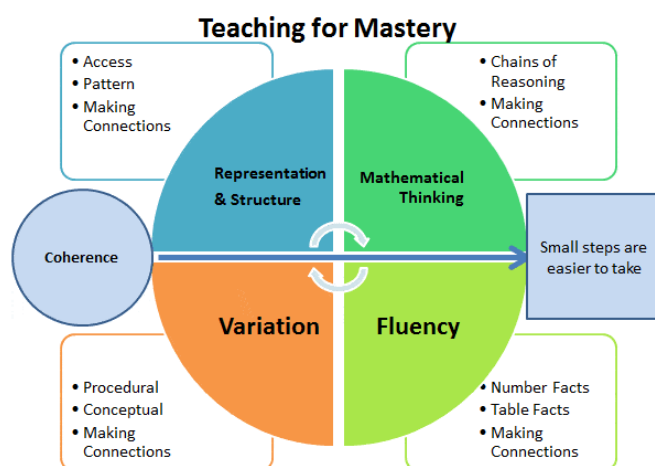 Teaching for Mastery
• Access
• Pattern
• Making
Connections
• Chains of
Reasoning
• Making
Connections
Representation
& Structure
Mathematical
Thinking
Coherence
Small steps are
easier to take
Variation
Fluency
• Procedural
• Conceptual
• Making
Connections
• Number Facts
• Table Facts
• Making
Connections